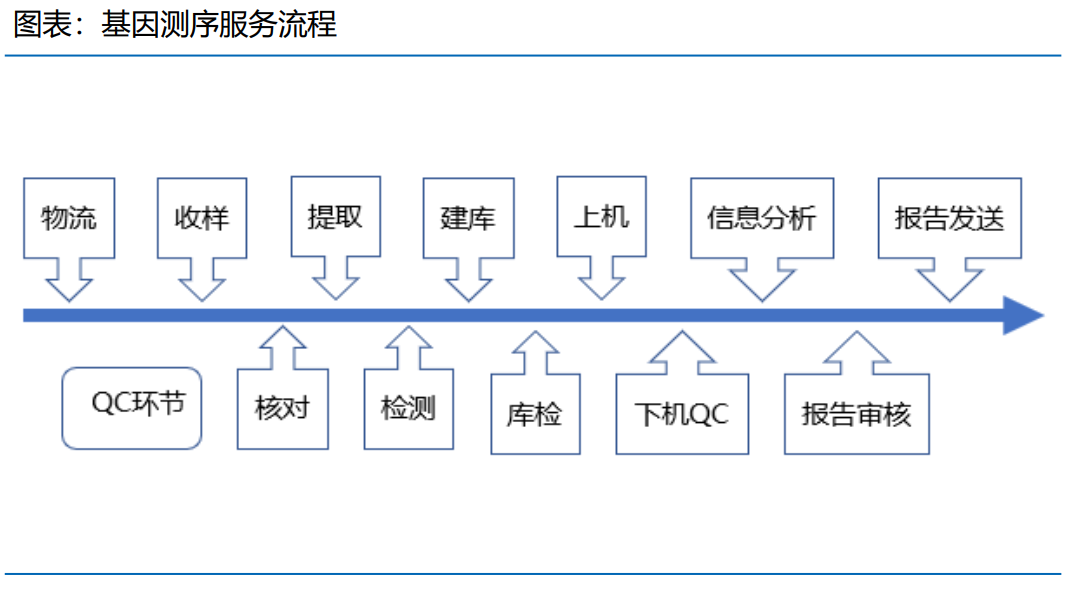 图表：基因测序服务流程
物流
收样
提取
建库
上机
信息分析
报告发送
QC环节
核对
检测
库检
下机QC
报告审核